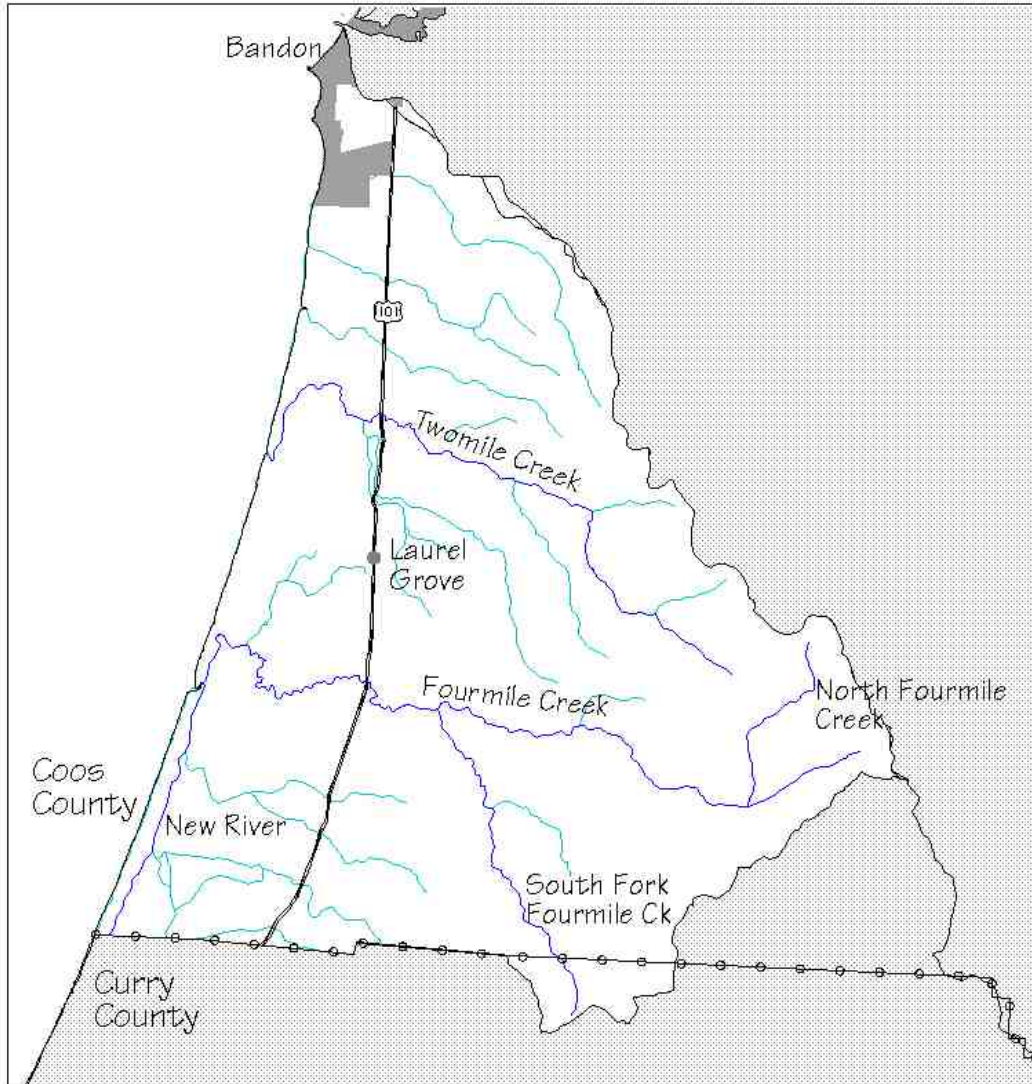 Bandon
101
Twomile Creek
Laurel
Grove
Fourmile Creek
North Fourmile
Creek
Coos
County
New River
South Fork
Fourmile Ck
Curry
County